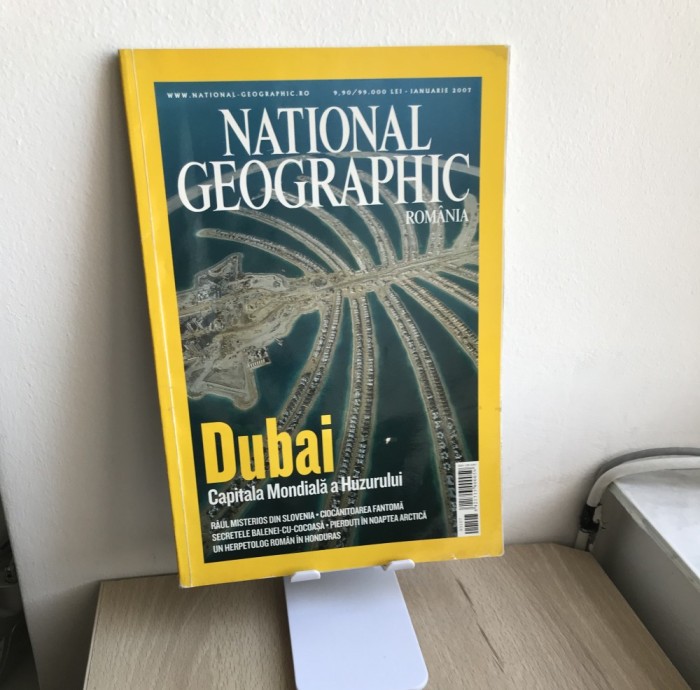 WWW.NATIONAL-GEOGRAPHIC.RO 9,90/99.000 LEI - IANUARIE 2007
NATIONAL
GEOGRAPHIC
ROMÂNIA
Dubai
Capitala Mondială a Huzurului
RÂUL MISTERIOS DIN SLOVENIA • CIOCĂNITOAREA FANTOMĂ
SECRETELE BALENEI-CU-COCOAȘĂ • PIERDUȚI ÎN NOAPTEA ARCTICĂ
UN HERPETOLOG ROMÂN ÎN HONDURAS